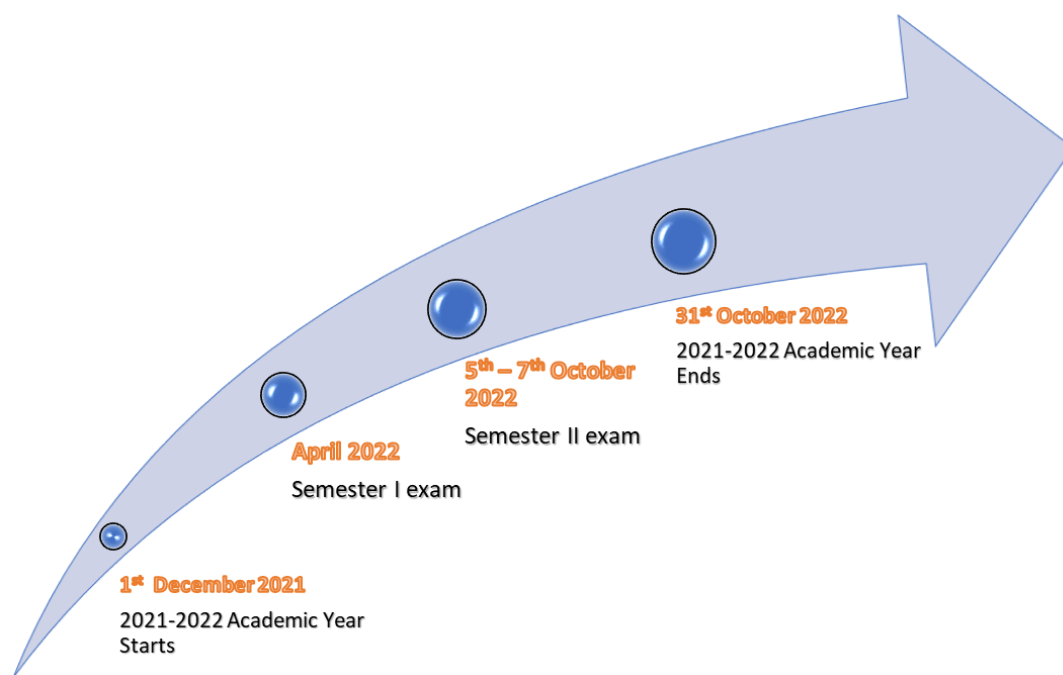 1st December 2021
2021-2022 Academic Year
Starts
April 2022
Semester I exam
5th – 7th October
2022
Semester II exam
31st October 2022
2021-2022 Academic Year
Ends